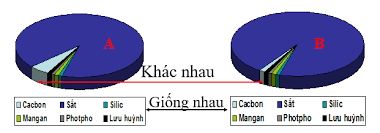 A
B
Khác nhau
Giống nhau
Cacbon Sắt Silic
Mangan Photpho Lưu huỳnh
Cacbon Sắt Silic
Mangan Photpho Lưu huỳnh